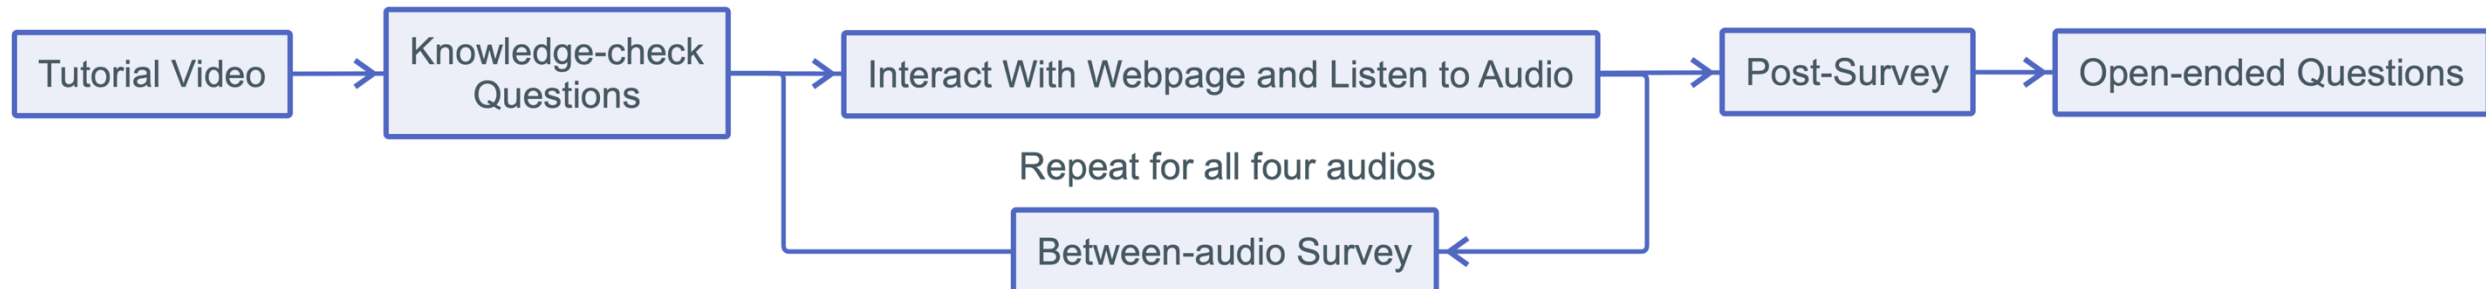 Tutorial Video
Knowledge-check
Questions
Interact With Webpage and Listen to Audio
Post-Survey
Open-ended Questions
Repeat for all four audios
Between-audio Survey